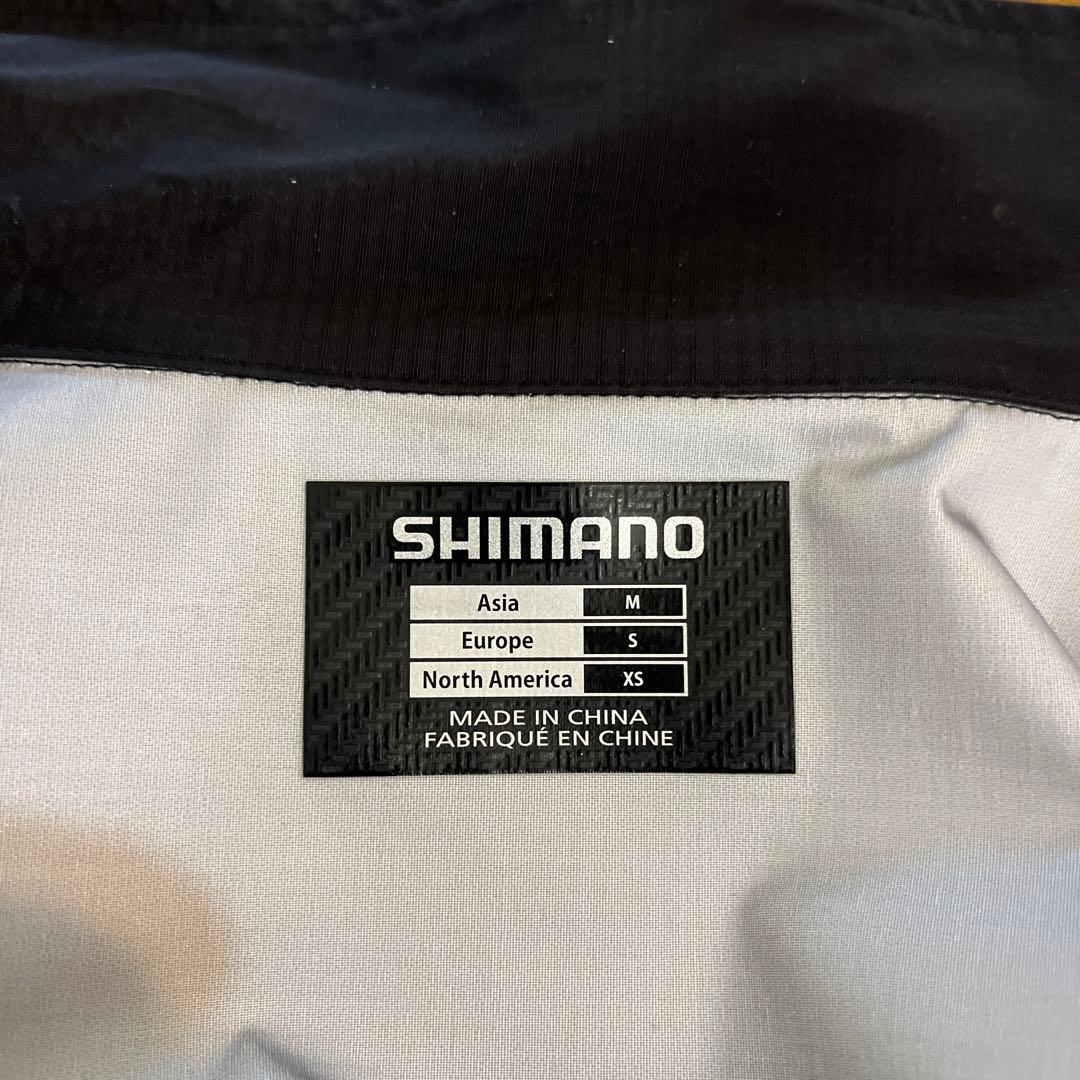 SHIMANO
Asia M
Europe S
North America XS
MADE IN CHINA
FABRIQUÉ EN CHINE